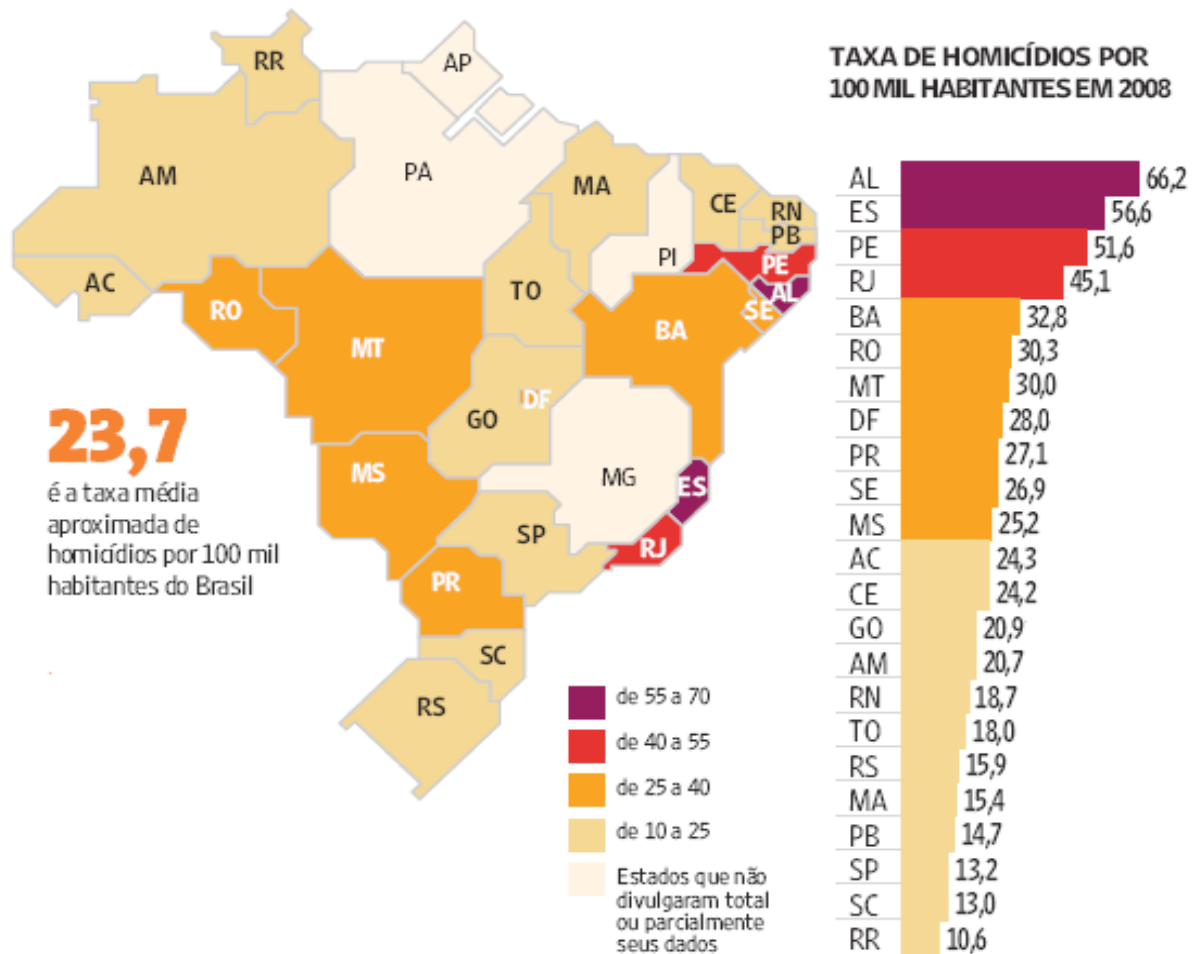 RR
AP
AM
PA
MA
CE
RN
PB
PI
PE
AL
SE
AC
RO
TO
BA
MT
DF
GO
MS
MG
ES
SP
RJ
PR
SC
RS
23,7
é a taxa média
aproximada de
homicídios por 100 mil
habitantes do Brasil
de 55 a 70
de 40 a 55
de 25 a 40
de 10 a 25
Estados que não
divulgaram total
ou parcialmente
seus dados
TAXA DE HOMICÍDIOS POR
100 MIL HABITANTES EM 2008
AL 66,2
ES 56,6
PE 51,6
RJ 45,1
BA 32,8
RO 30,3
MT 30,0
DF 28,0
PR 27,1
SE 26,9
MS 25,2
AC 24,3
CE 24,2
GO 20,9
AM 20,7
RN 18,7
TO 18,0
RS 15,9
MA 15,4
PB 14,7
SP 13,2
SC 13,0
RR 10,6